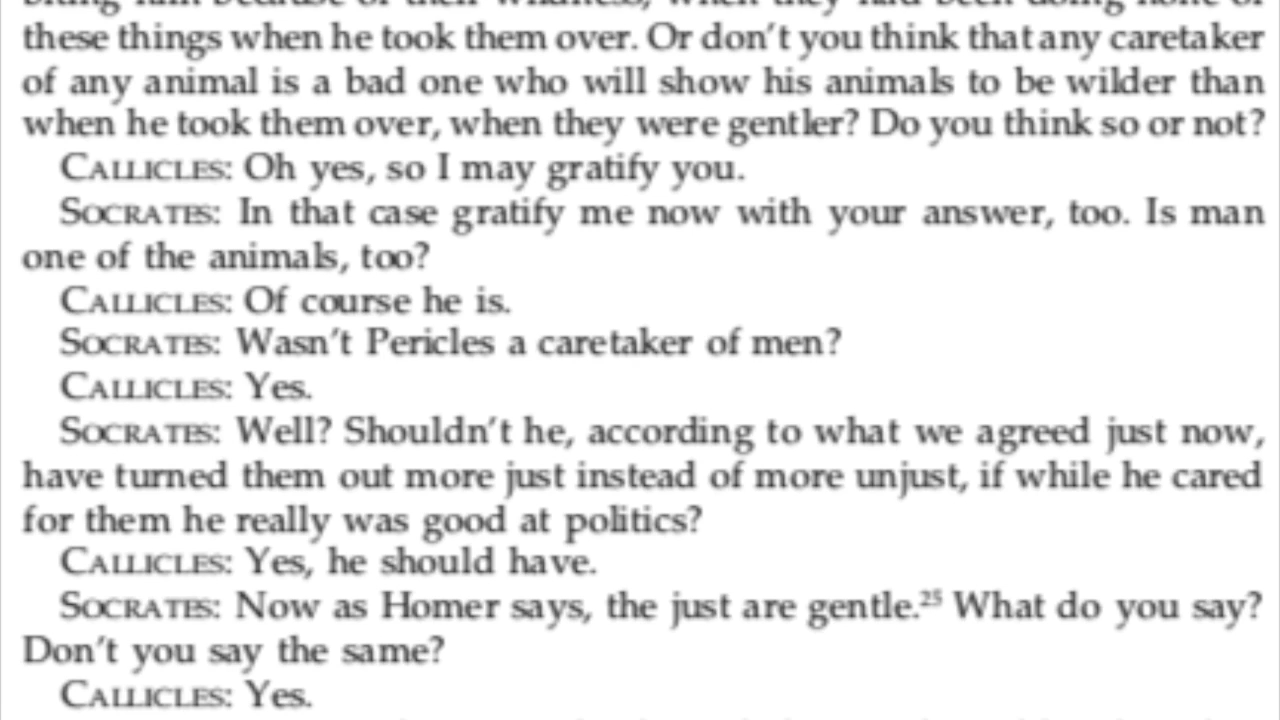 these things when he took them over. Or don't you think that any caretaker
of any animal is a bad one who will show his animals to be wilder than
when he took them over, when they were gentler? Do you think so or not?
CALLICLES: Oh yes, so I may gratify you.
SOCRATES: In that case gratify me now with your answer, too. Is man
one of the animals, too?
CALLICLES: Of course he is.
SOCRATES: Wasn't Pericles a caretaker of men?
CALLICLES: Yes.
SOCRATES: Well? Shouldn't he, according to what we agreed just now,
have turned them out more just instead of more unjust, if while he cared
for them he really was good at politics?
CALLICLES: Yes, he should have.
SOCRATES: Now as Homer says, the just are gentle.²⁵ What do you say?
Don't you say the same?
CALLICLES: Yes.